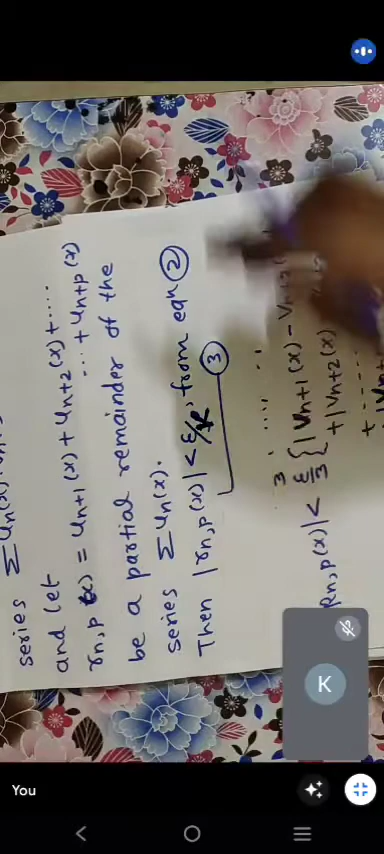 series Σ un(x)
and let
rn,p (x) = un+1(x) + un+2(x) + ....
... + un+p(x)
be a partial remainder of the
series Σ un(x).
Then |rn,p(x)| < ε/K, from eqn ②
③
Rn,p(x)| < ε/3 { | Vn+1(x) -
+ | Vn+2(x)
+ ......
K
You